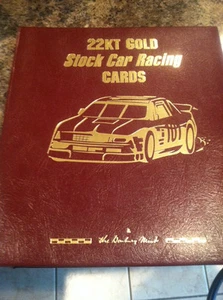 22KT GOLD
Stock Car Racing
CARDS
The Danbury Mint